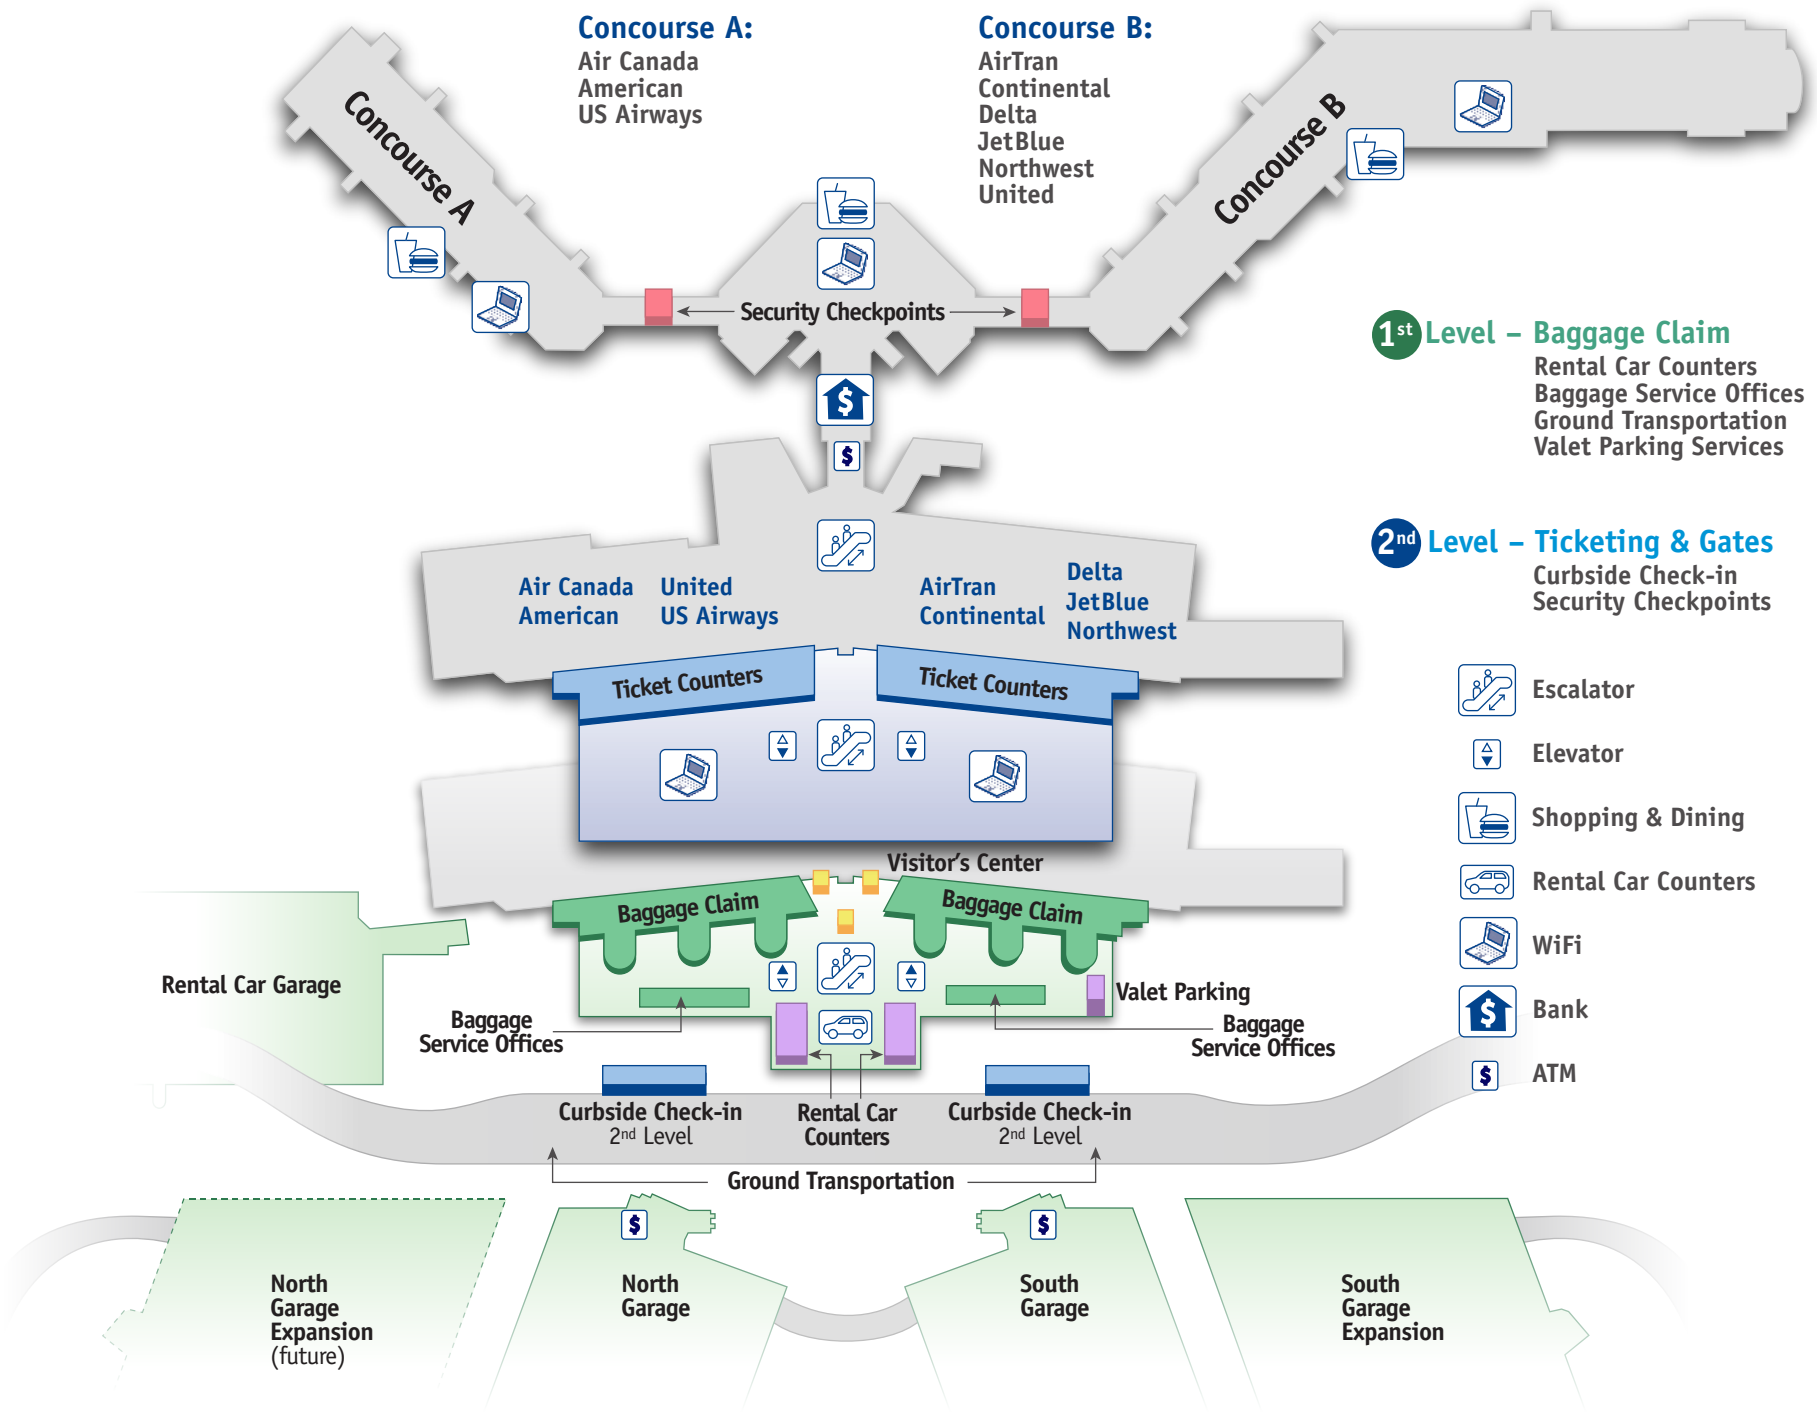 Concourse A:
Air Canada
American
US Airways
Concourse B:
AirTran
Continental
Delta
JetBlue
Northwest
United
Concourse A
Concourse B
Security Checkpoints
$
$
1st Level – Baggage Claim
Rental Car Counters
Baggage Service Offices
Ground Transportation
Valet Parking Services
2nd Level – Ticketing & Gates
Curbside Check-in
Security Checkpoints
Air Canada
American
United
US Airways
AirTran
Continental
Delta
JetBlue
Northwest
Ticket Counters
Ticket Counters
Escalator
Elevator
Shopping & Dining
Rental Car Counters
WiFi
$
Bank
$
ATM
Visitor's Center
Baggage Claim
Baggage Claim
Rental Car Garage
Valet Parking
Baggage
Service Offices
Baggage
Service Offices
Curbside Check-in
2nd Level
Rental Car
Counters
Curbside Check-in
2nd Level
Ground Transportation
$
$
North
Garage
Expansion
(future)
North
Garage
South
Garage
South
Garage
Expansion